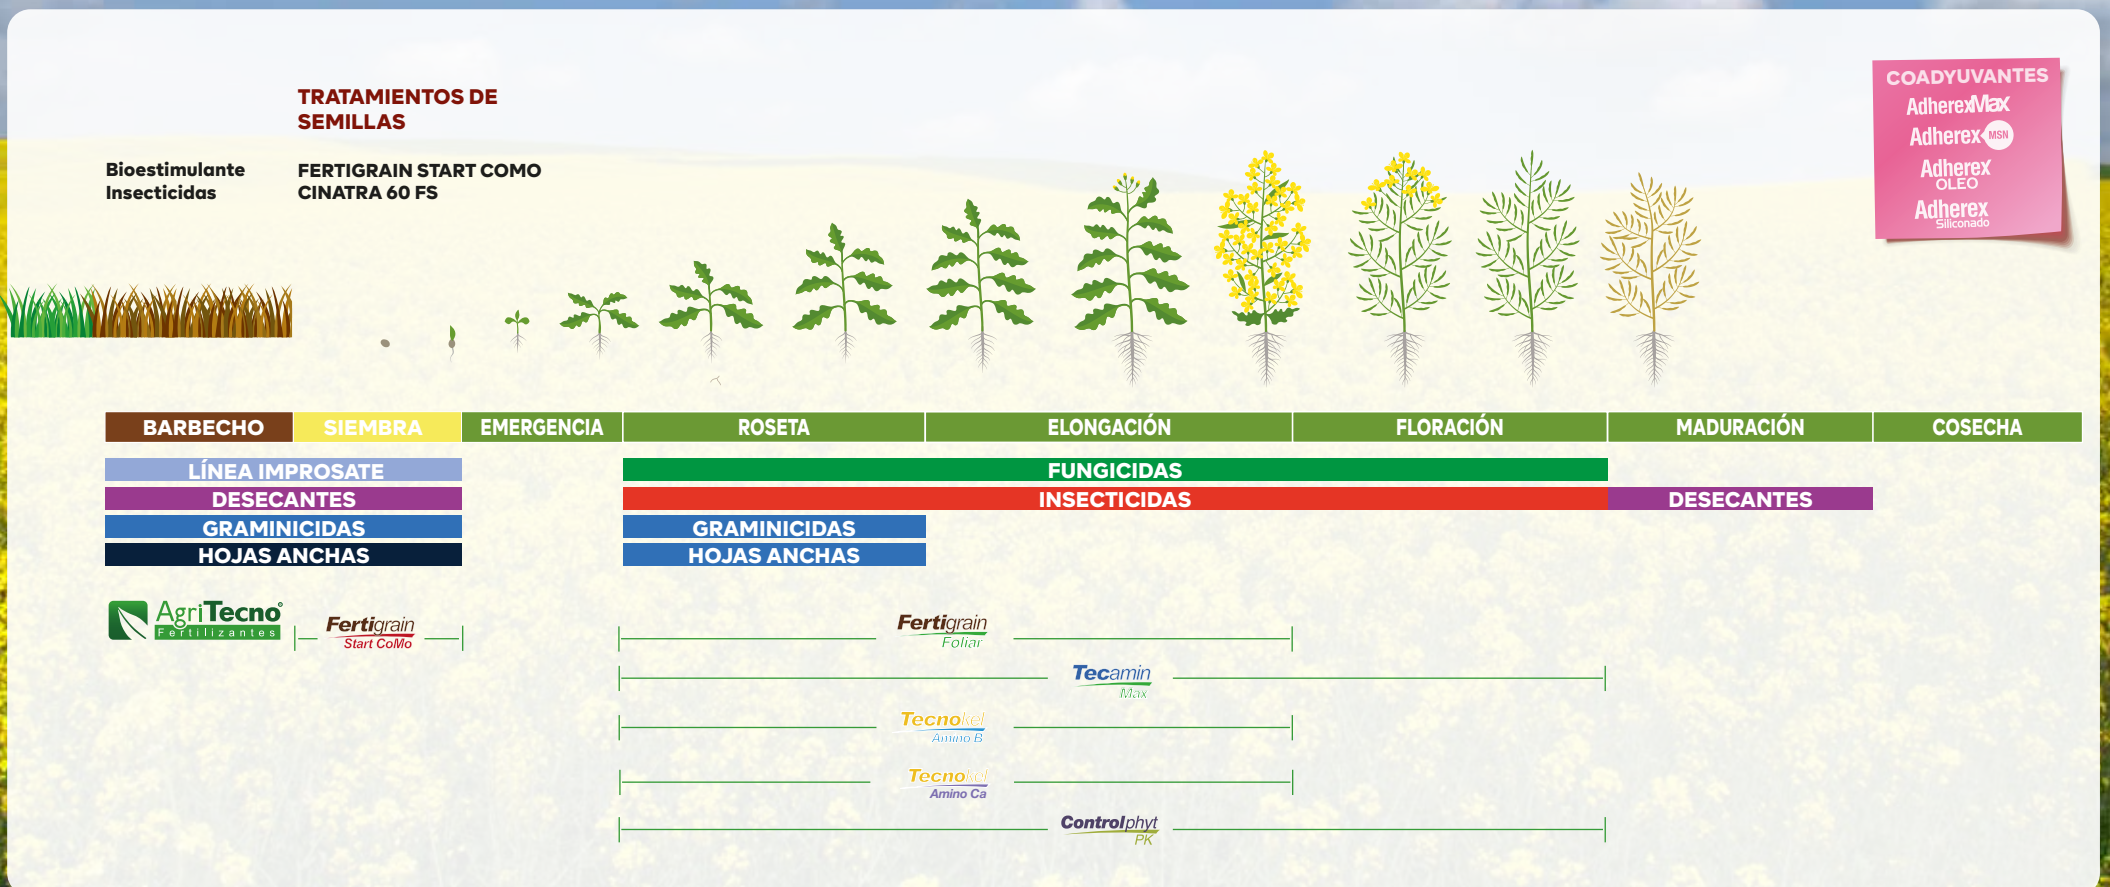 TRATAMIENTOS DE
SEMILLAS
Bioestimulante
Insecticidas
FERTIGRAIN START COMO
CINATRA 60 FS
COADYUVANTES
AdherexMax
Adherex MSN
Adherex
OLEO
Adherex
Siliconado
BARBECHO
SIEMBRA
EMERGENCIA
ROSETA
ELONGACIÓN
FLORACIÓN
MADURACIÓN
COSECHA
LÍNEA IMPROSATE
FUNGICIDAS
DESECANTES
INSECTICIDAS
DESECANTES
GRAMINICIDAS
GRAMINICIDAS
HOJAS ANCHAS
HOJAS ANCHAS
AgriTecno
Fertilizantes
Fertigrain
Start CoMo
Fertigrain
Foliar
Tecamin
Max
Tecnokel
Amino B
Tecnokel
Amino Ca
Controlphyt
PK